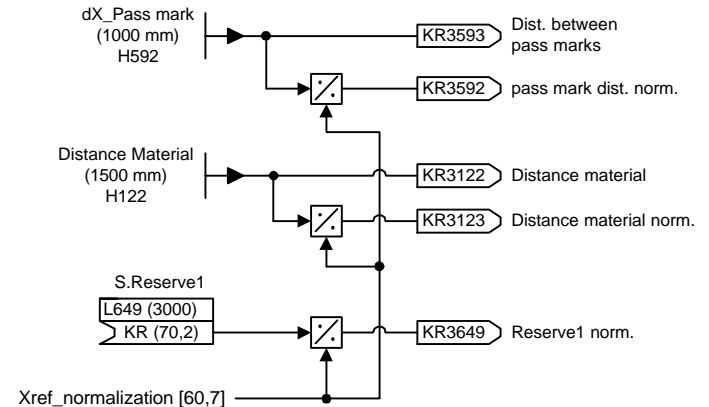 dX_Pass mark
(1000 mm)
H592
KR3593
Dist. between
pass marks
KR3592
pass mark dist. norm.
Distance Material
(1500 mm)
H122
KR3122
Distance material
KR3123
Distance material norm.
S.Reserve1
L649 (3000)
KR (70,2)
KR3649
Reserve1 norm.
Xref_normalization [60,7]